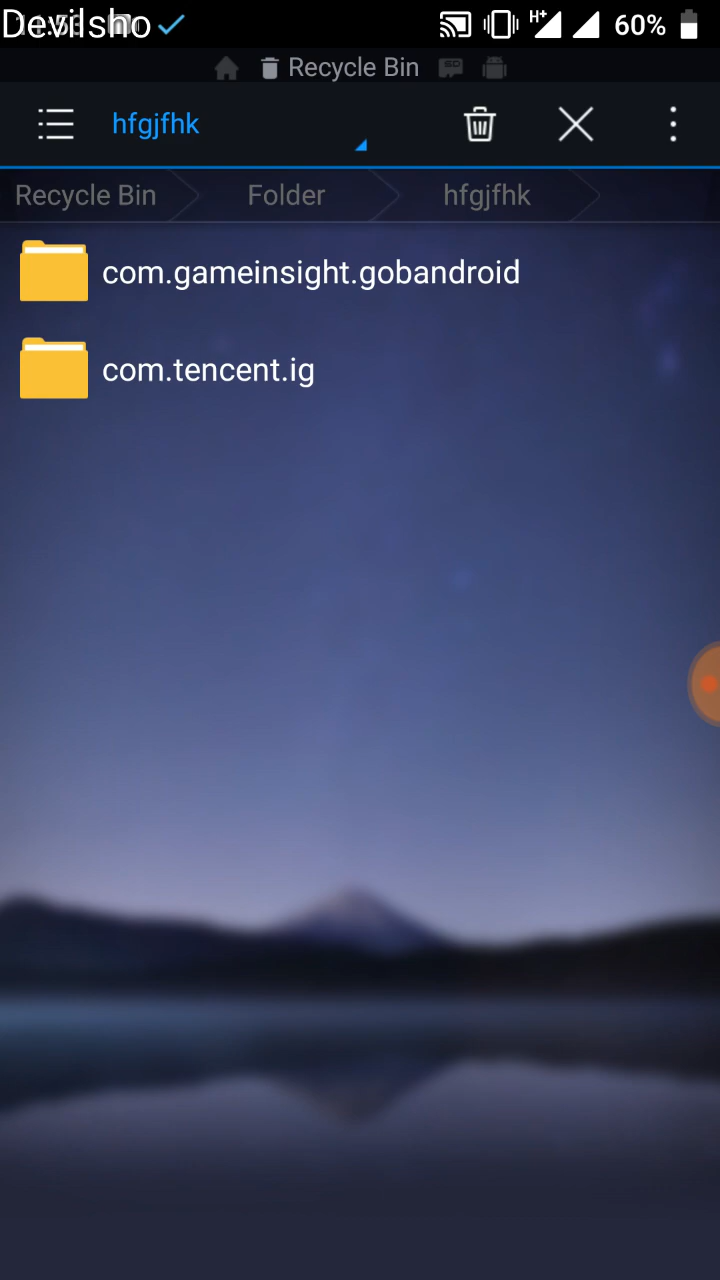 Devilsho
H+ 60%
Recycle Bin
hfgjfhk
Recycle Bin Folder hfgjfhk
com.gameinsight.gobandroid
com.tencent.ig